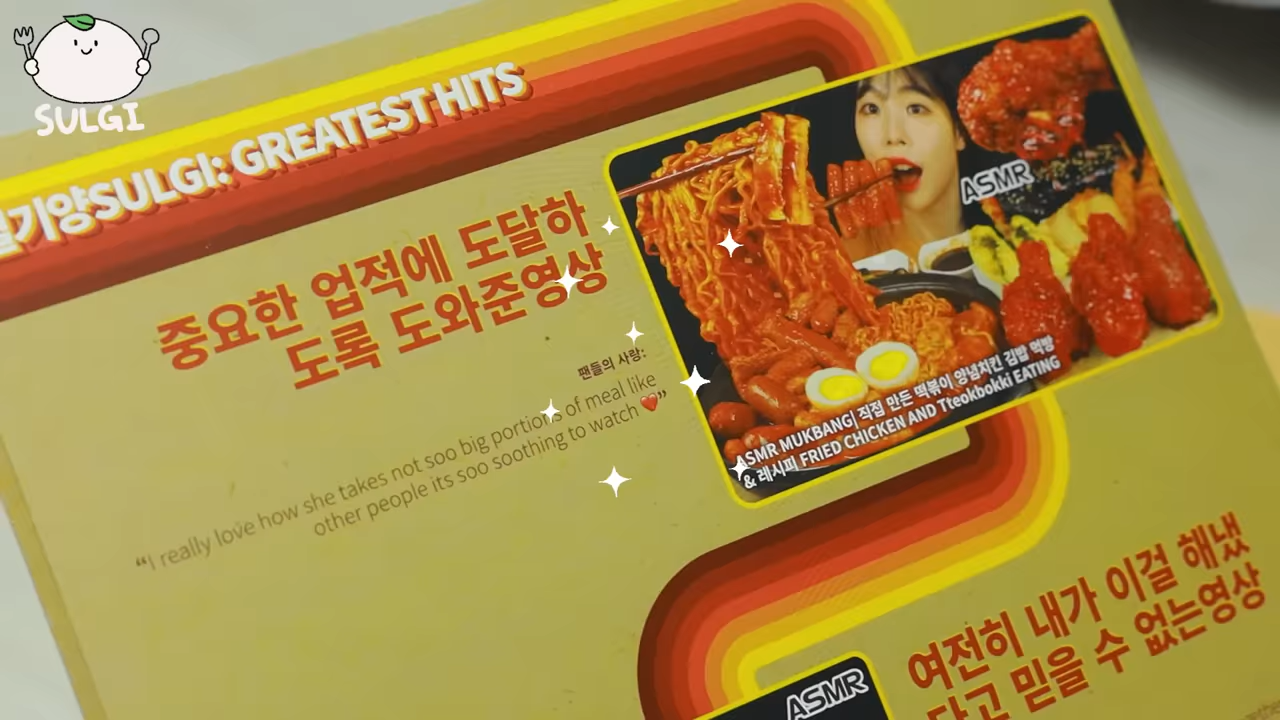 SULGI
기양SULGI: GREATEST HITS
중요한 업적에 도달하
도록 도와준영상
팬들의 사랑:
“I really love how she takes not soo big portions of meal like
other people its soo soothing to watch ❤️”
ASMR
ASMR MUKBANG| 직접 만든 떡볶이 양념치킨 김밥 먹방
& 레시피 FRIED CHICKEN AND Tteokbokki EATING
여전히 내가 이걸 해냈
다고 믿을 수 없는영상
ASMR